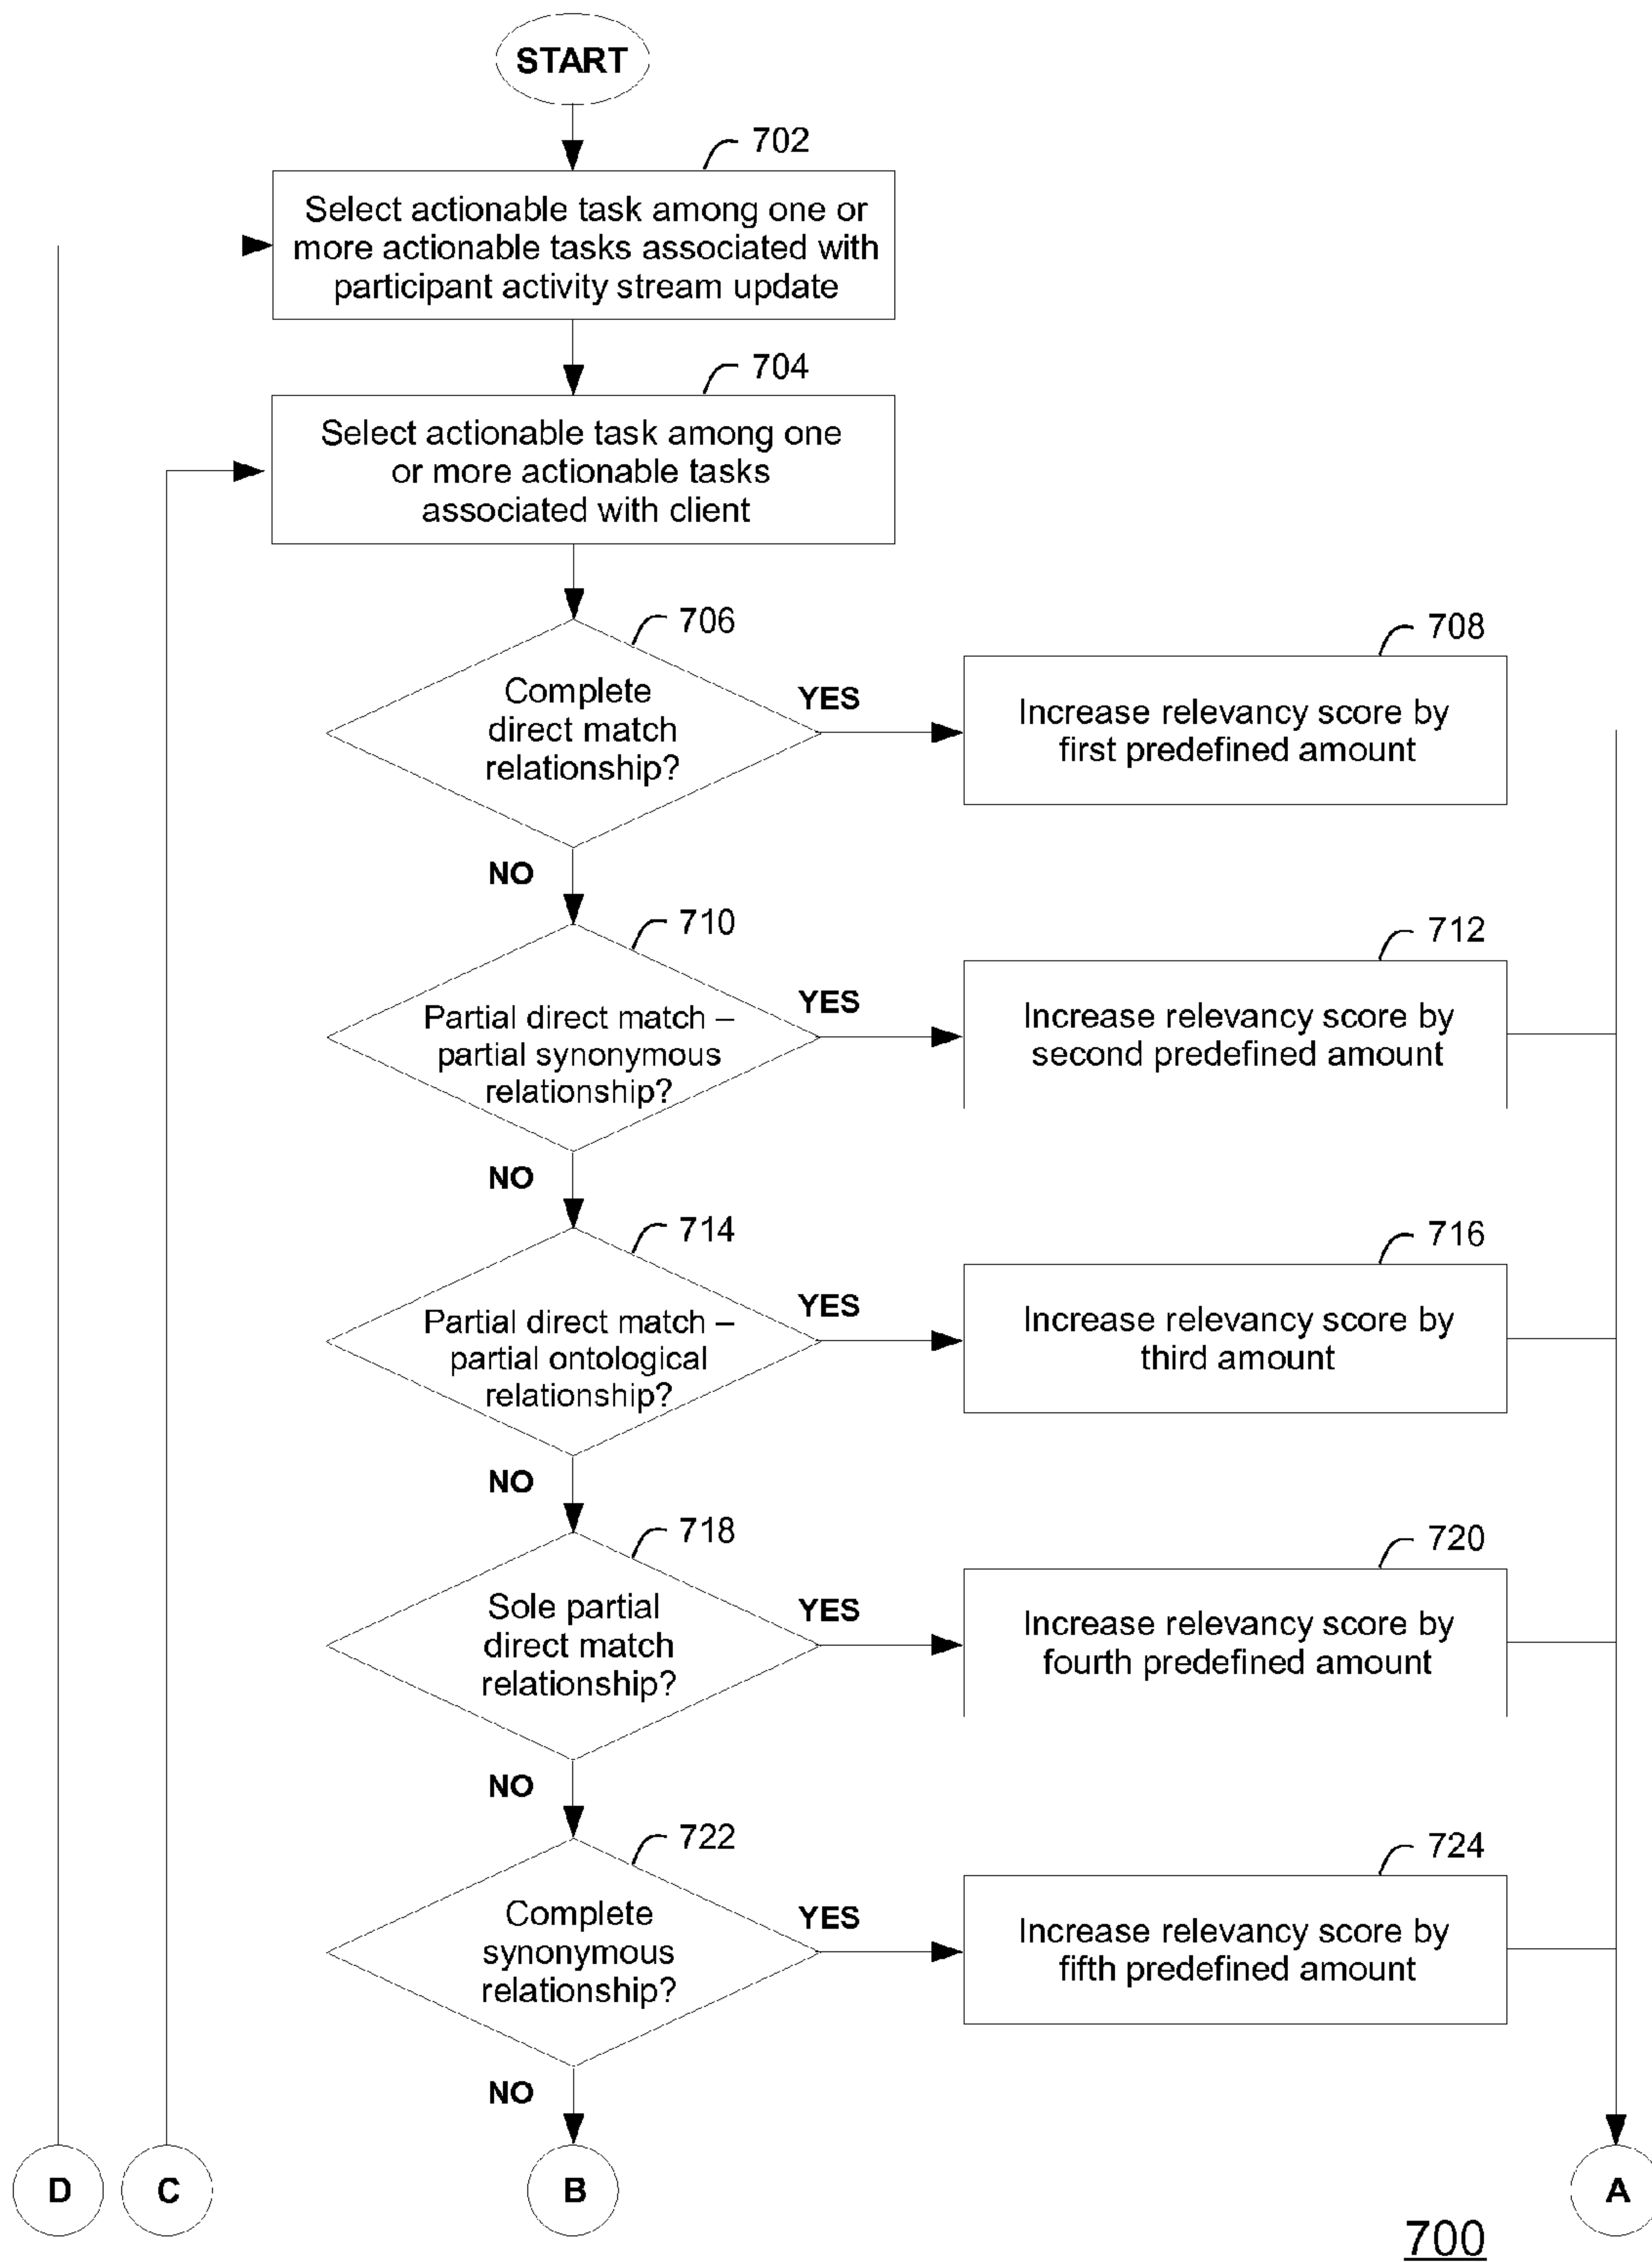 START
702
Select actionable task among one or
more actionable tasks associated with
participant activity stream update
704
Select actionable task among one
or more actionable tasks
associated with client
706
Complete
direct match
relationship?
YES
708
Increase relevancy score by
first predefined amount
NO
710
Partial direct match –
partial synonymous
relationship?
YES
712
Increase relevancy score by
second predefined amount
NO
714
Partial direct match –
partial ontological
relationship?
YES
716
Increase relevancy score by
third amount
NO
718
Sole partial
direct match
relationship?
YES
720
Increase relevancy score by
fourth predefined amount
NO
722
Complete
synonymous
relationship?
YES
724
Increase relevancy score by
fifth predefined amount
NO
D
C
B
A
700